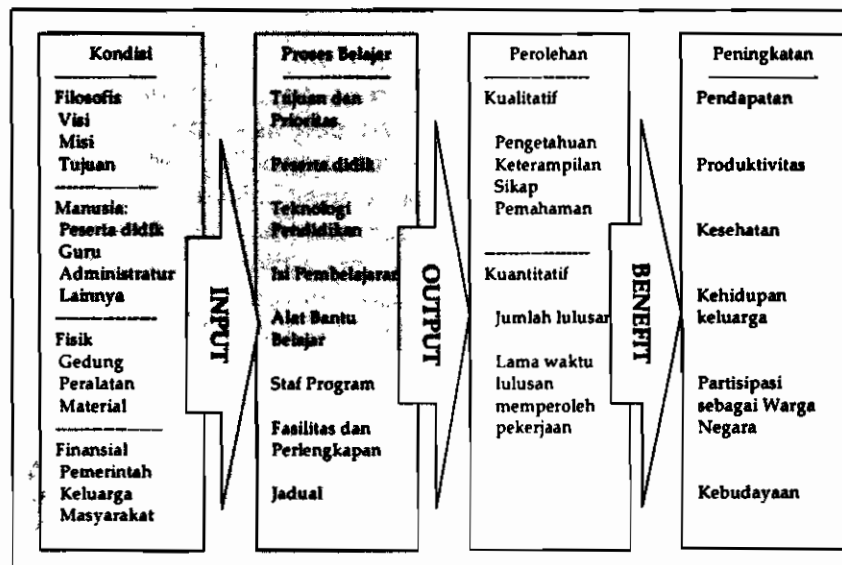 Kondisi
Filosofis
Visi
Misi
Tujuan
Manusia:
Peserta didik
Guru
Administratur
Lainnya
Fisik
Gedung
Peralatan
Material
Finansial
Pemerintah
Keluarga
Masyarakat
INPUT
Proses Belajar
Tujuan dan
Prioritas
Peserta didik
Teknologi
Pendidikan
Isi Pembelajaran
Alat Bantu
Belajar
Staf Program
Fasilitas dan
Perlengkapan
Jadual
OUTPUT
Perolehan
Kualitatif
Pengetahuan
Keterampilan
Sikap
Pemahaman
Kuantitatif
Jumlah lulusan
Lama waktu
lulusan
memperoleh
pekerjaan
BENEFIT
Peningkatan
Pendapatan
Produktivitas
Kesehatan
Kehidupan
keluarga
Partisipasi
sebagai Warga
Negara
Kebudayaan